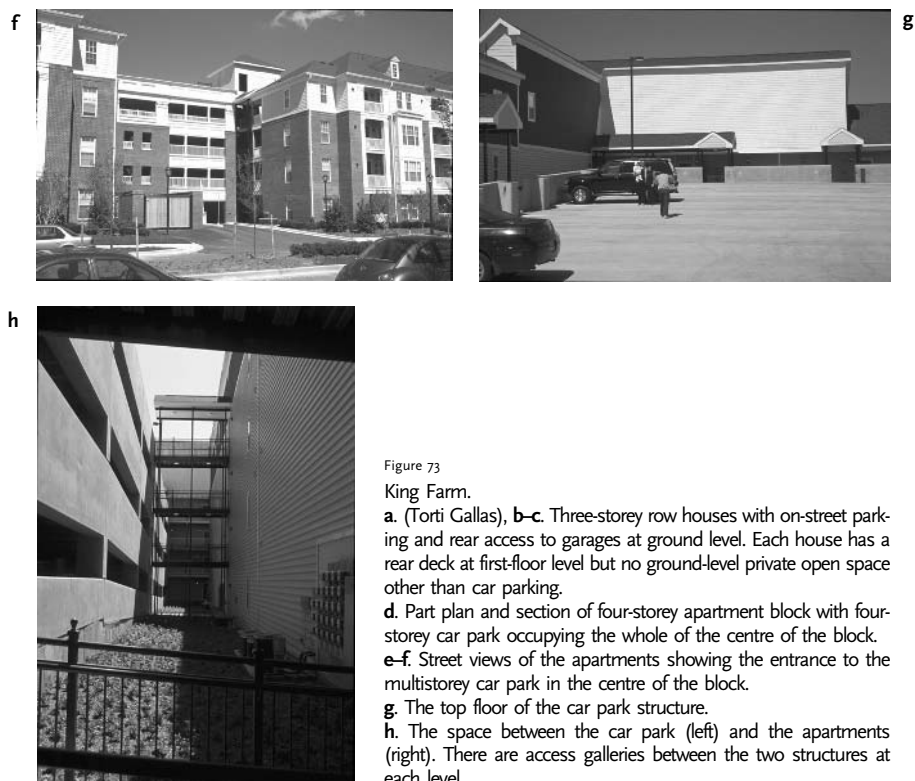 f
g
h
Figure 73
King Farm.
a. (Torti Gallas), b–c. Three-storey row houses with on-street park-
ing and rear access to garages at ground level. Each house has a
rear deck at first-floor level but no ground-level private open space
other than car parking.
d. Part plan and section of four-storey apartment block with four-
storey car park occupying the whole of the centre of the block.
e–f. Street views of the apartments showing the entrance to the
multistorey car park in the centre of the block.
g. The top floor of the car park structure.
h. The space between the car park (left) and the apartments
(right). There are access galleries between the two structures at
each level.